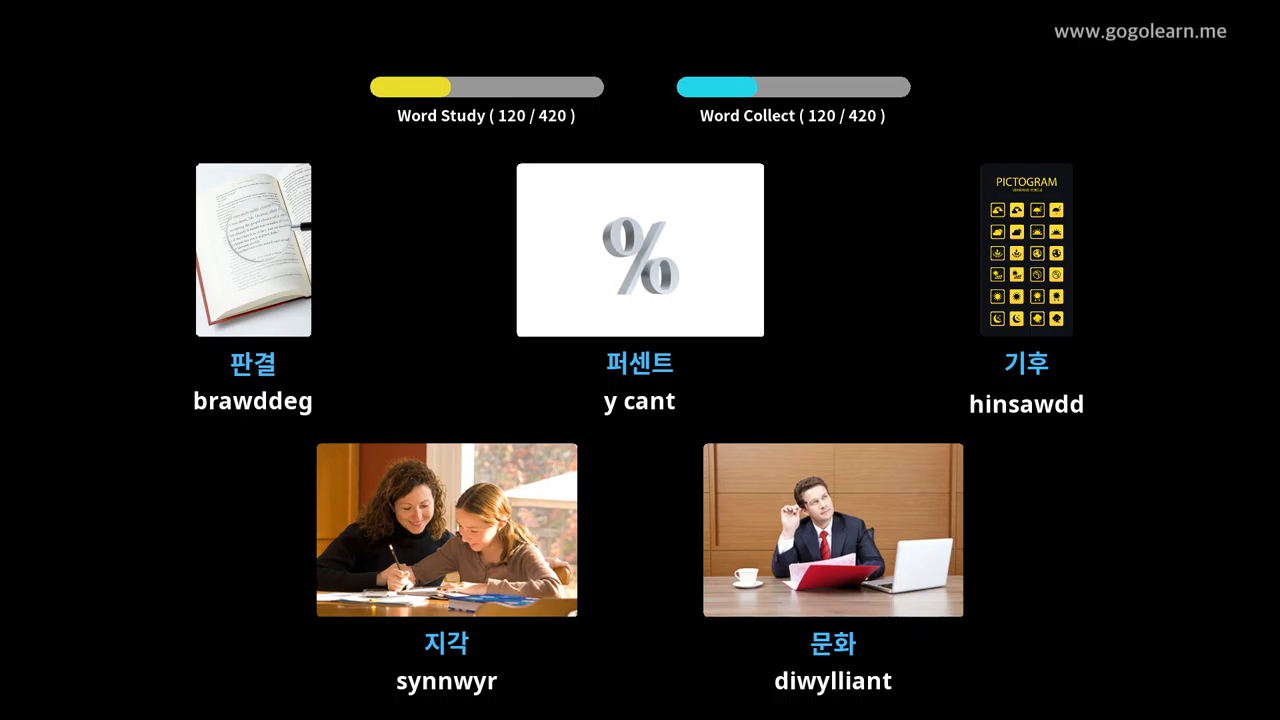 www.gogolearn.me
Word Study ( 120 / 420 )
Word Collect ( 120 / 420 )
PICTOGRAM
판결
brawddeg
퍼센트
y cant
기후
hinsawdd
%
지각
synnwyr
문화
diwylliant